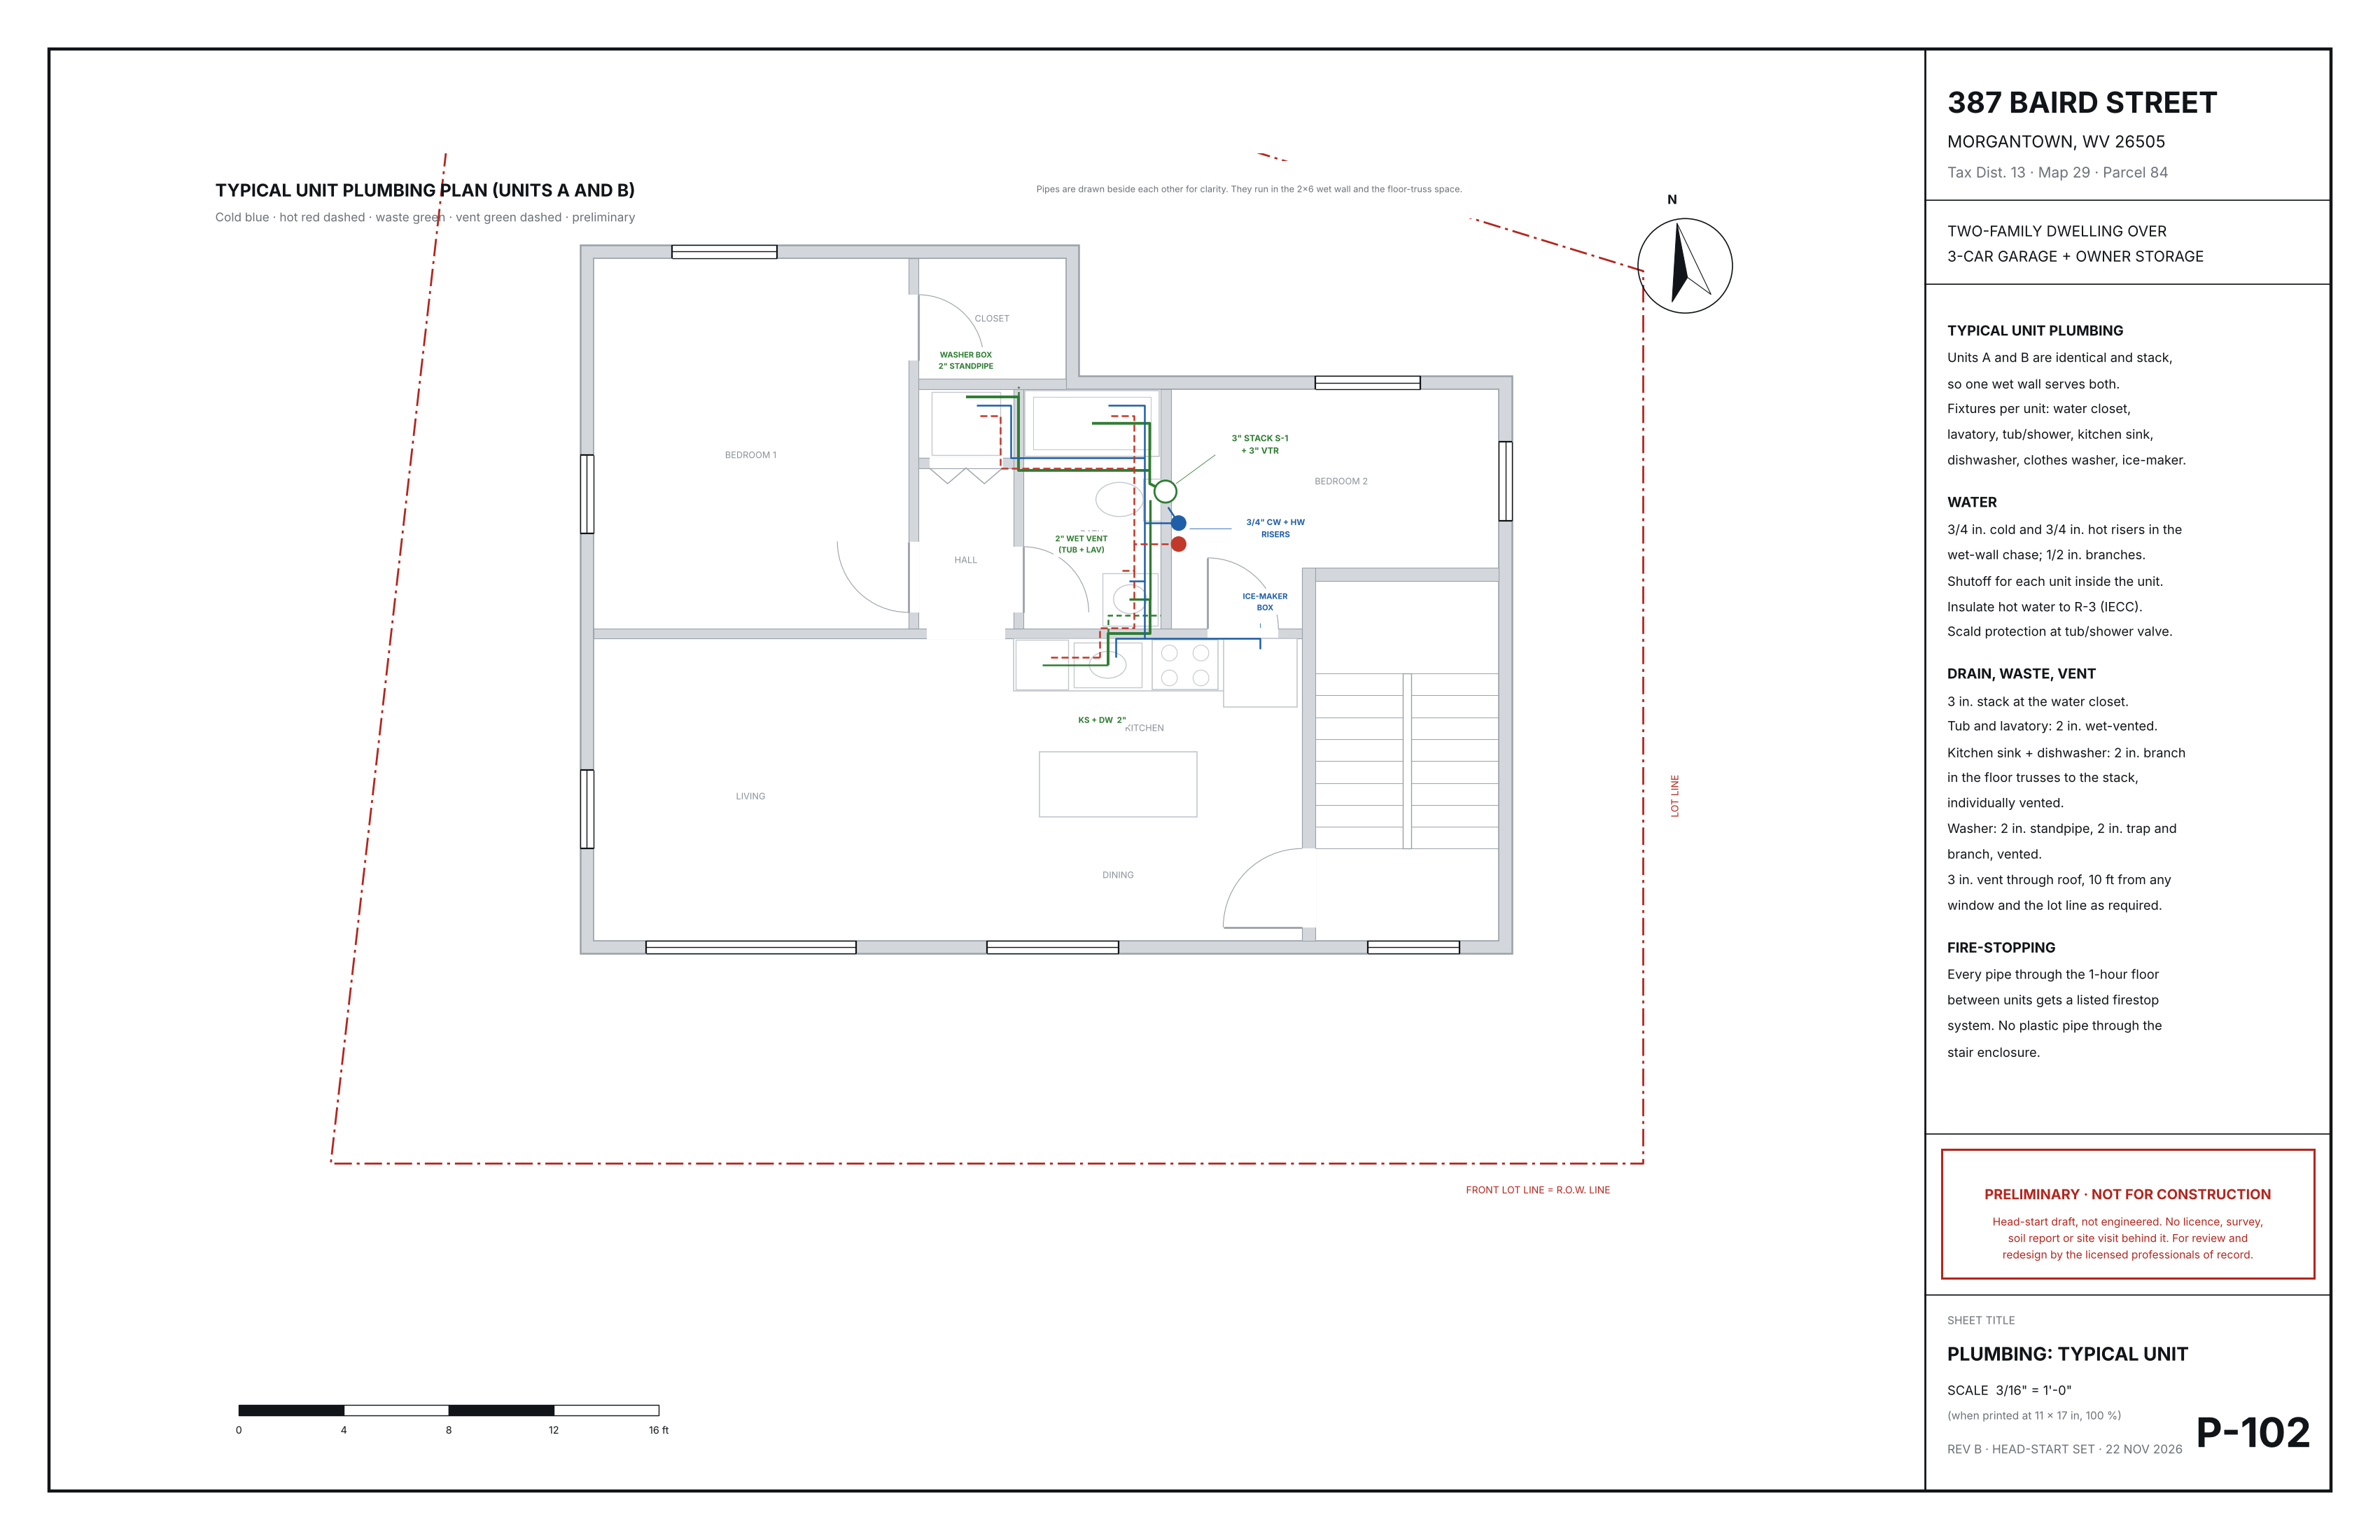 TYPICAL UNIT PLUMBING PLAN (UNITS A AND B)
Cold blue · hot red dashed · waste green · vent green dashed · preliminary
Pipes are drawn beside each other for clarity. They run in the 2×6 wet wall and the floor-truss space.
N
CLOSET
WASHER BOX
2" STANDPIPE
BEDROOM 1
3" STACK S-1
+ 3" VTR
BEDROOM 2
3/4" CW + HW
RISERS
2" WET VENT
(TUB + LAV)
HALL
ICE-MAKER
BOX
KS + DW 2"
KITCHEN
LIVING
DINING
LOT LINE
FRONT LOT LINE = R.O.W. LINE
0
4
8
12
16 ft
387 BAIRD STREET
MORGANTOWN, WV 26505
Tax Dist. 13 · Map 29 · Parcel 84
TWO-FAMILY DWELLING OVER
3-CAR GARAGE + OWNER STORAGE
TYPICAL UNIT PLUMBING
Units A and B are identical and stack,
so one wet wall serves both.
Fixtures per unit: water closet,
lavatory, tub/shower, kitchen sink,
dishwasher, clothes washer, ice-maker.
WATER
3/4 in. cold and 3/4 in. hot risers in the
wet-wall chase; 1/2 in. branches.
Shutoff for each unit inside the unit.
Insulate hot water to R-3 (IECC).
Scald protection at tub/shower valve.
DRAIN, WASTE, VENT
3 in. stack at the water closet.
Tub and lavatory: 2 in. wet-vented.
Kitchen sink + dishwasher: 2 in. branch
in the floor trusses to the stack,
individually vented.
Washer: 2 in. standpipe, 2 in. trap and
branch, vented.
3 in. vent through roof, 10 ft from any
window and the lot line as required.
FIRE-STOPPING
Every pipe through the 1-hour floor
between units gets a listed firestop
system. No plastic pipe through the
stair enclosure.
PRELIMINARY · NOT FOR CONSTRUCTION
Head-start draft, not engineered. No licence, survey,
soil report or site visit behind it. For review and
redesign by the licensed professionals of record.
SHEET TITLE
PLUMBING: TYPICAL UNIT
SCALE 3/16" = 1'-0"
(when printed at 11 × 17 in, 100 %)
REV B · HEAD-START SET · 22 NOV 2026
P-102